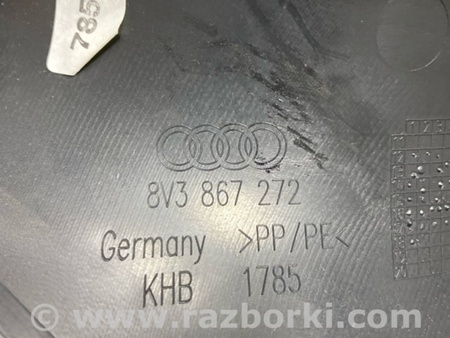 785
8V3 867 272
Germany >PP/PE<
KHB 1785
© www.razborki.com